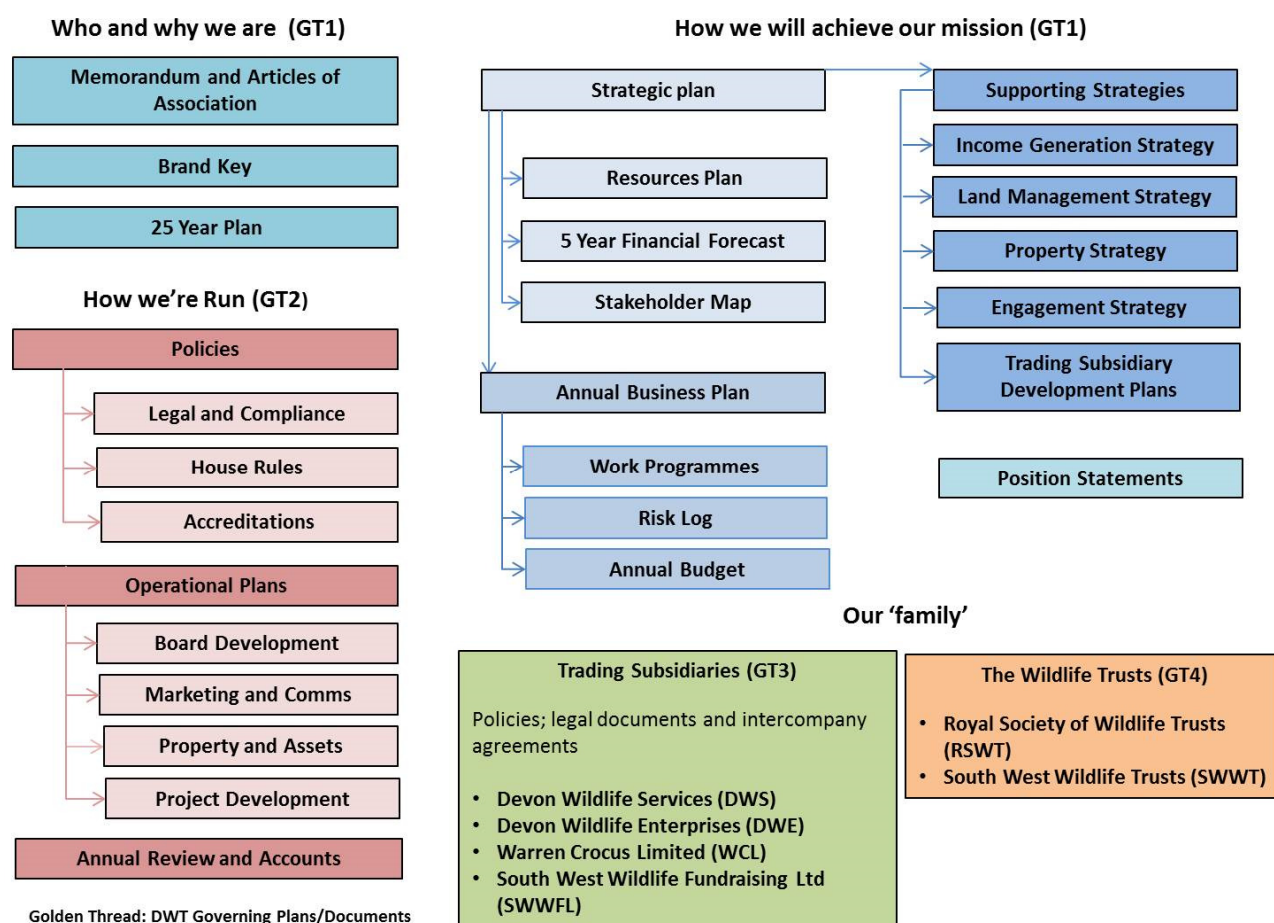 Who and why we are  (GT1)
Memorandum and Articles of
Association
Brand Key
25 Year Plan
How we're Run (GT2)
Policies
Legal and Compliance
House Rules
Accreditations
Operational Plans
Board Development
Marketing and Comms
Property and Assets
Project Development
Annual Review and Accounts
Golden Thread: DWT Governing Plans/Documents
How we will achieve our mission (GT1)
Strategic plan
Resources Plan
5 Year Financial Forecast
Stakeholder Map
Annual Business Plan
Work Programmes
Risk Log
Annual Budget
Supporting Strategies
Income Generation Strategy
Land Management Strategy
Property Strategy
Engagement Strategy
Trading Subsidiary
Development Plans
Position Statements
Our ‘family’
Trading Subsidiaries (GT3)
Policies; legal documents and intercompany
agreements
• Devon Wildlife Services (DWS)
• Devon Wildlife Enterprises (DWE)
• Warren Crocus Limited (WCL)
• South West Wildlife Fundraising Ltd
(SWWFL)
The Wildlife Trusts (GT4)
• Royal Society of Wildlife Trusts
(RSWT)
• South West Wildlife Trusts (SWWT)